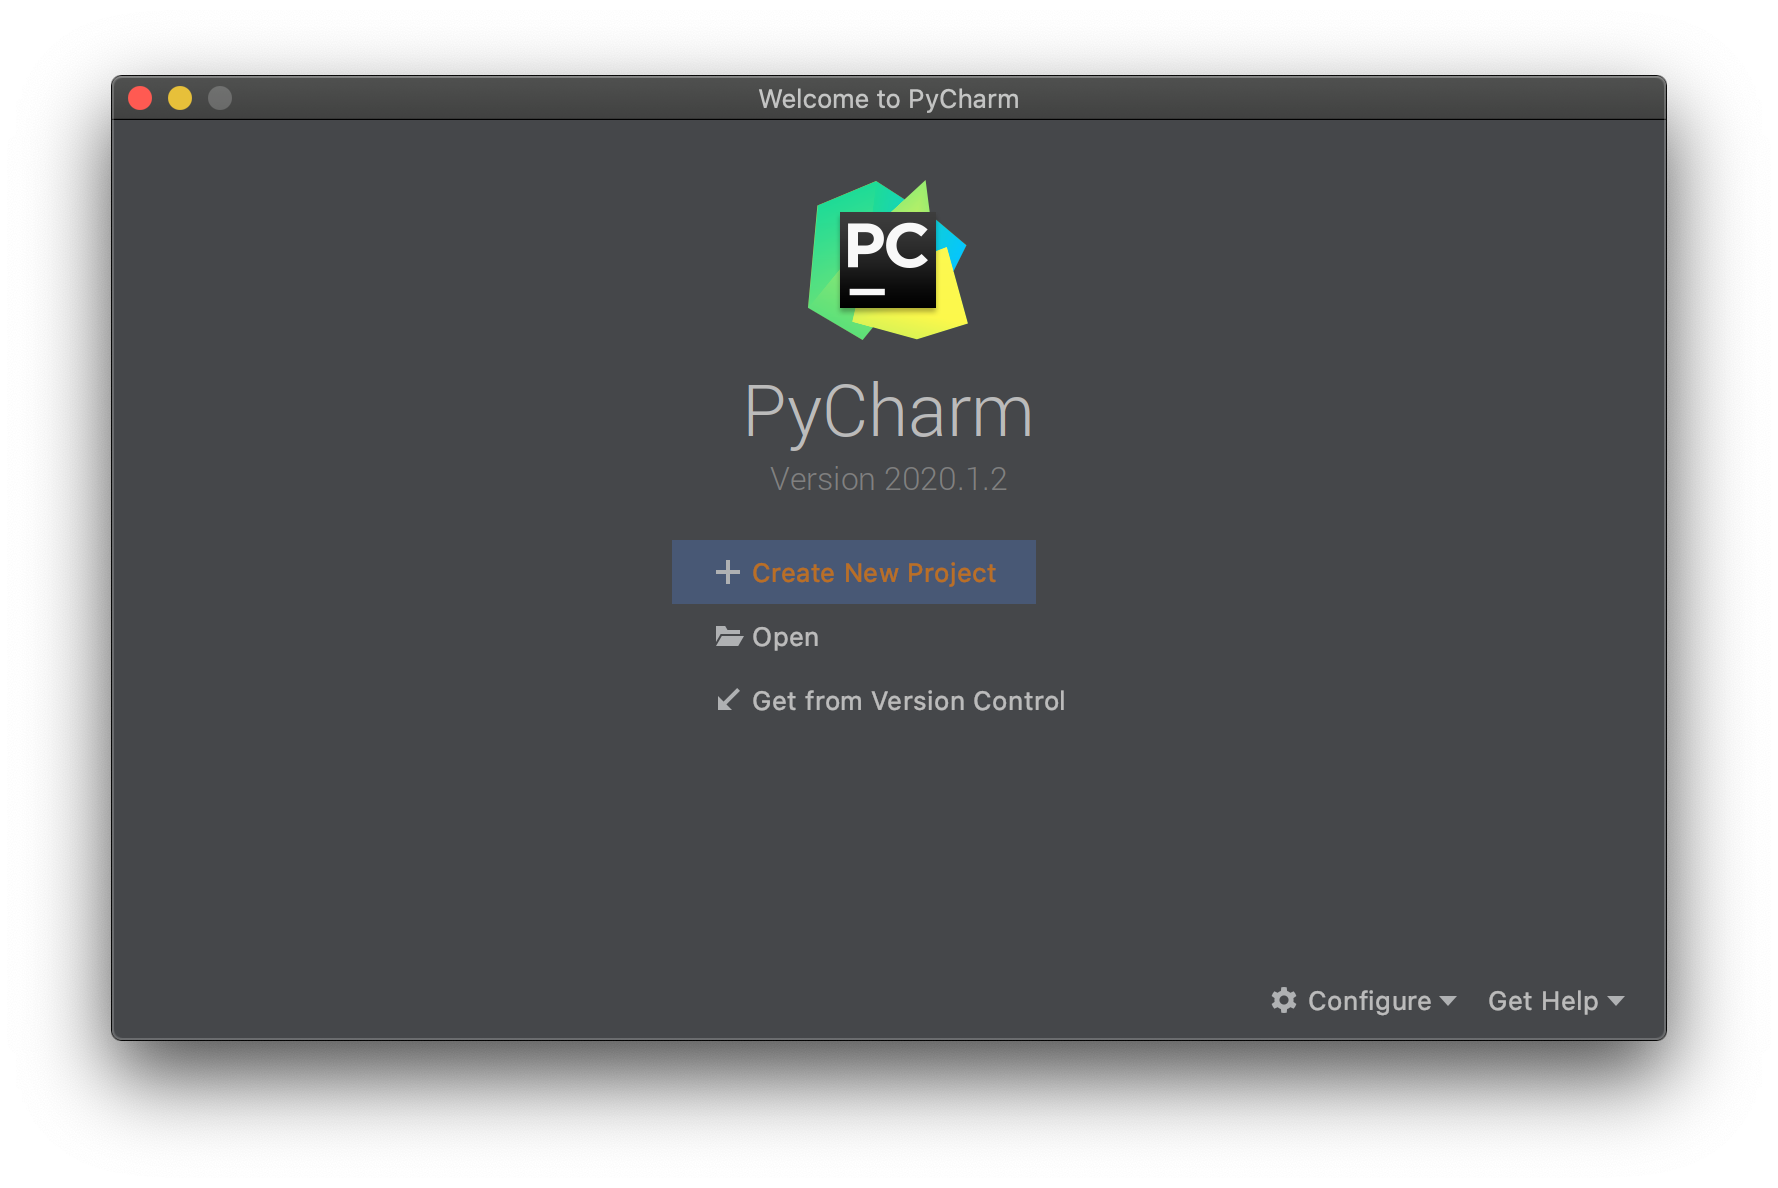 Welcome to PyCharm
PC
PyCharm
Version 2020.1.2
Create New Project
Open
Get from Version Control
Configure Get Help